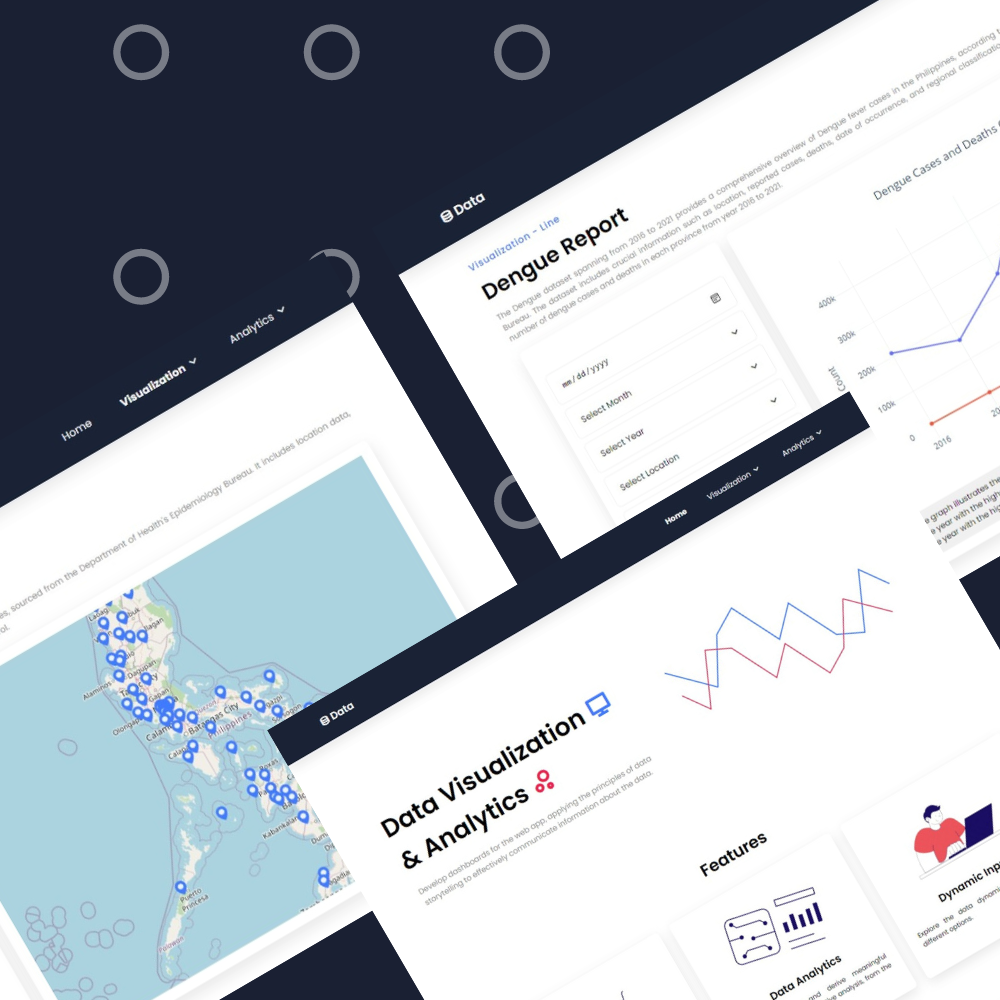 Data
Visualization - Line
Dengue Report
The Dengue dataset spanning from 2016 to 2021 provides a comprehensive overview of Dengue fever cases in the Philippines, according
Bureau. The dataset includes crucial information such as location, reported cases, deaths, date of occurrence, and regional classification
number of dengue cases and deaths in each province from year 2016 to 2021.
mm/dd/yyyy
Select Month
Select Year
Select Location
Dengue Cases and Deaths
400k
300k
200k
100k
0
Count
2016
graph illustrates the
year with the high
year with the hig
Home
Visualization
Analytics
sourced from the Department of Health's Epidemiology Bureau. It includes location data,
Dagupan
Alaminos
Gapan
Batangas City
Philippines
Roxas
Kabankalan
Puerto
Princesa
Palawan
Home
Visualization
Analytics
Data
Data Visualization
& Analytics
Develop dashboards for the web app, applying the principles of data
storytelling to effectively communicate information about the data.
Features
Data Analytics
and derive meaningful
analysis, from the
Dynamic Inp
Explore the data dynami
different options.